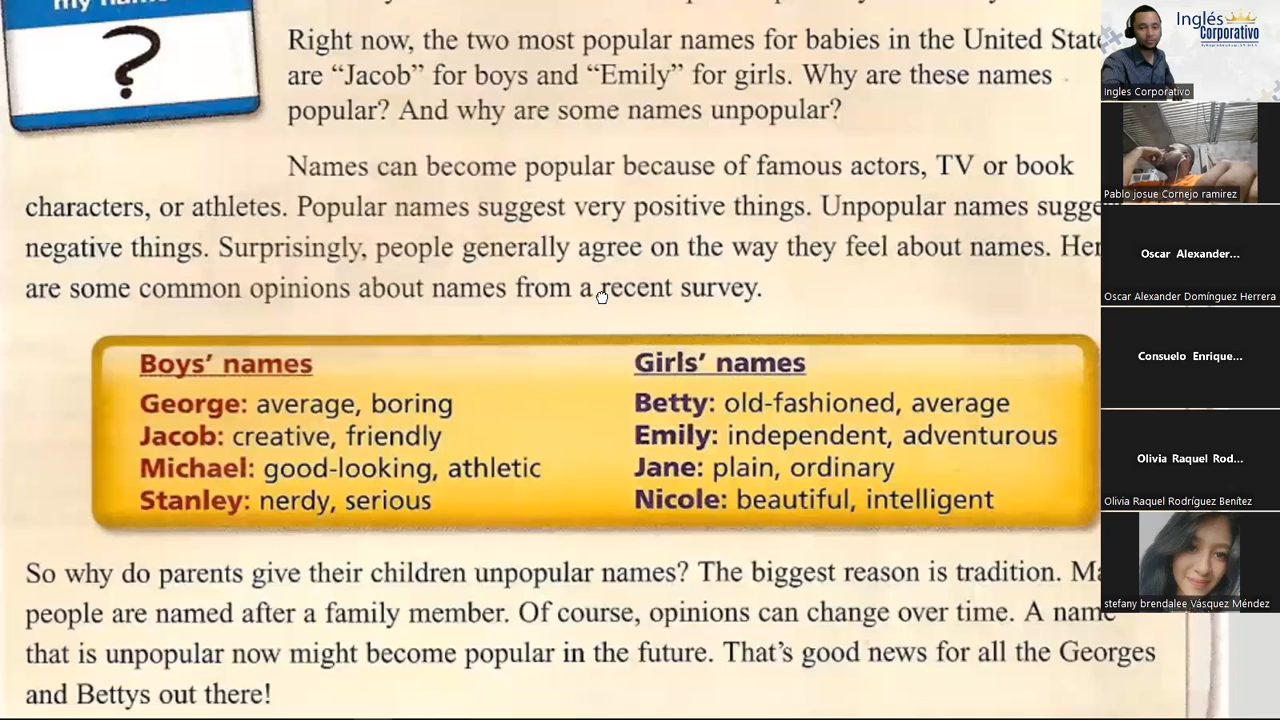 my name
?
Right now, the two most popular names for babies in the United
are “Jacob” for boys and “Emily” for girls. Why are these names
popular? And why are some names unpopular?
Names can become popular because of famous actors, TV or book
characters, or athletes. Popular names suggest very positive things. Unpopular names
negative things. Surprisingly, people generally agree on the way they feel about names.
are some common opinions about names from a recent survey.
Boys’ names
George: average, boring
Jacob: creative, friendly
Michael: good-looking, athletic
Stanley: nerdy, serious
Girls’ names
Betty: old-fashioned, average
Emily: independent, adventurous
Jane: plain, ordinary
Nicole: beautiful, intelligent
So why do parents give their children unpopular names? The biggest reason is tradition.
people are named after a family member. Of course, opinions can change over time. A name
that is unpopular now might become popular in the future. That’s good news for all the Georges
and Bettys out there!
Inglés
Corporativo
Ingles Corporativo
Pablo josue Cornejo ramirez
Oscar Alexander...
Oscar Alexander Domínguez Herrera
Consuelo Enrique...
Olivia Raquel Rod...
Olivia Raquel Rodríguez Benítez
stefany brendalee Vásquez Méndez